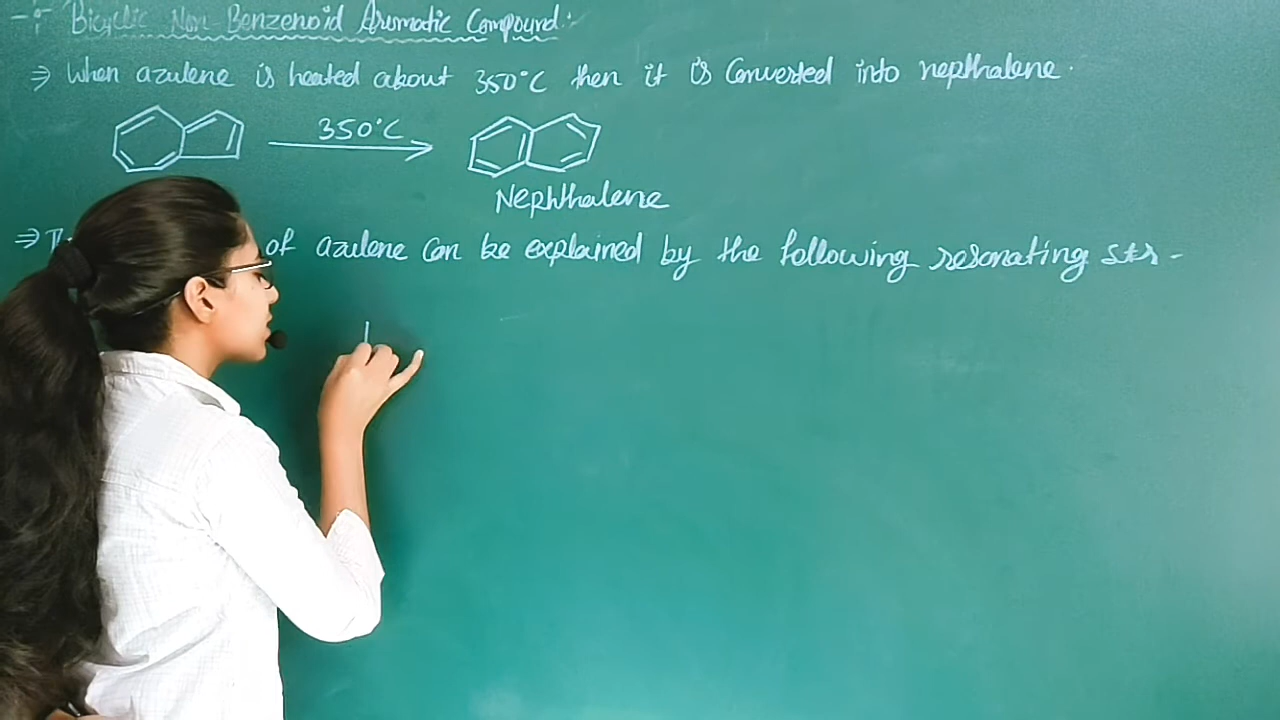 Bicyclic Non-Benzenoid Aromatic Compound :
⇒ When azulene is heated about 350°C then it is Converted into nepthalene.
350°C
Nephthalene
⇒ of azulene can be explained by the following resonating str.